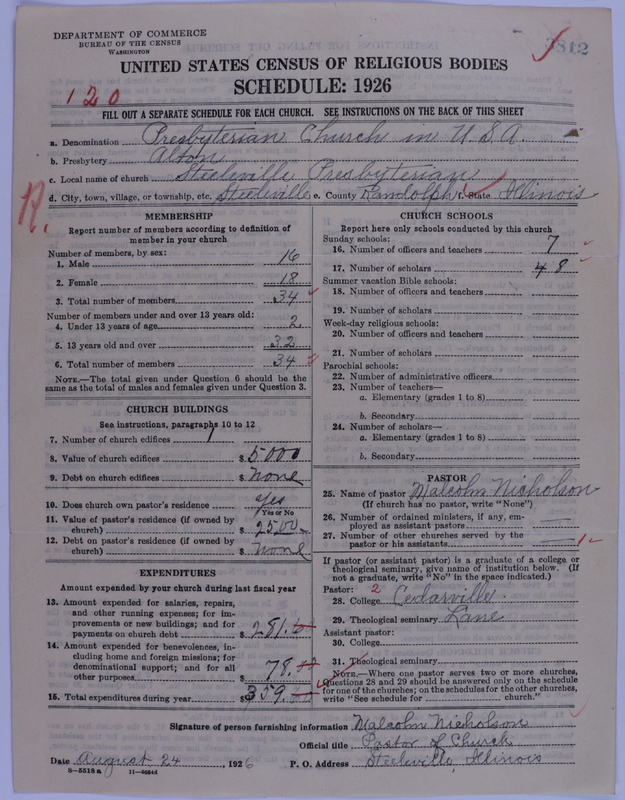 DEPARTMENT OF COMMERCE
BUREAU OF THE CENSUS
WASHINGTON
3812
UNITED STATES CENSUS OF RELIGIOUS BODIES
SCHEDULE: 1926
120
FILL OUT A SEPARATE SCHEDULE FOR EACH CHURCH. SEE INSTRUCTIONS ON THE BACK OF THIS SHEET
a. Denomination Presbyterian Church in U.S.A.
b. Presbytery Alton
c. Local name of church Steeleville Presbyterian
d. City, town, village, or township, etc. Steeleville e. County Randolph f. State Illinois
R.
MEMBERSHIP
Report number of members according to definition of
member in your church
Number of members, by sex:
1. Male 16
2. Female 18
3. Total number of members 34
Number of members under and over 13 years old:
4. Under 13 years of age 2
5. 13 years old and over 32
6. Total number of members 34
NOTE.—The total given under Question 6 should be the
same as the total of males and females given under Question 3.
CHURCH BUILDINGS
See instructions, paragraphs 10 to 12
7. Number of church edifices 1
8. Value of church edifices $ 5000
9. Debt on church edifices $ none
10. Does church own pastor's residence yes
Yes or No
11. Value of pastor's residence (if owned by
church) $ 2500
12. Debt on pastor's residence (if owned by
church) $ none
EXPENDITURES
Amount expended by your church during last fiscal year
13. Amount expended for salaries, repairs,
and other running expenses; for im-
provements or new buildings; and for
payments on church debt $ 281.
14. Amount expended for benevolences, in-
cluding home and foreign missions; for
denominational support; and for all
other purposes $ 78.
15. Total expenditures during year $ 359.
CHURCH SCHOOLS
Report here only schools conducted by this church
Sunday schools:
16. Number of officers and teachers 7
17. Number of scholars 48
Summer vacation Bible schools:
18. Number of officers and teachers
19. Number of scholars
Week-day religious schools:
20. Number of officers and teachers
21. Number of scholars
Parochial schools:
22. Number of administrative officers
23. Number of teachers—
a. Elementary (grades 1 to 8)
b. Secondary
24. Number of scholars—
a. Elementary (grades 1 to 8)
b. Secondary
PASTOR
25. Name of pastor Malcolm Nicholson
(If church has no pastor, write "None")
26. Number of ordained ministers, if any, em-
ployed as assistant pastors
27. Number of other churches served by the
pastor or his assistants 1
If pastor (or assistant pastor) is a graduate of a college or
theological seminary, give name of institution below. (If
not a graduate, write "No" in the space indicated.)
Pastor: 2
28. College Cedarville
29. Theological seminary Lane
Assistant pastor:
30. College
31. Theological seminary
NOTE.—Where one pastor serves two or more churches,
Questions 28 and 29 should be answered only on the schedule
for one of the churches; on the schedules for the other churches,
write "See schedule for church."
Signature of person furnishing information Malcolm Nicholson
Official title Pastor of Church
Date August 24, 1926 P. O. Address Steeleville, Illinois
8—5518a 11—9664d